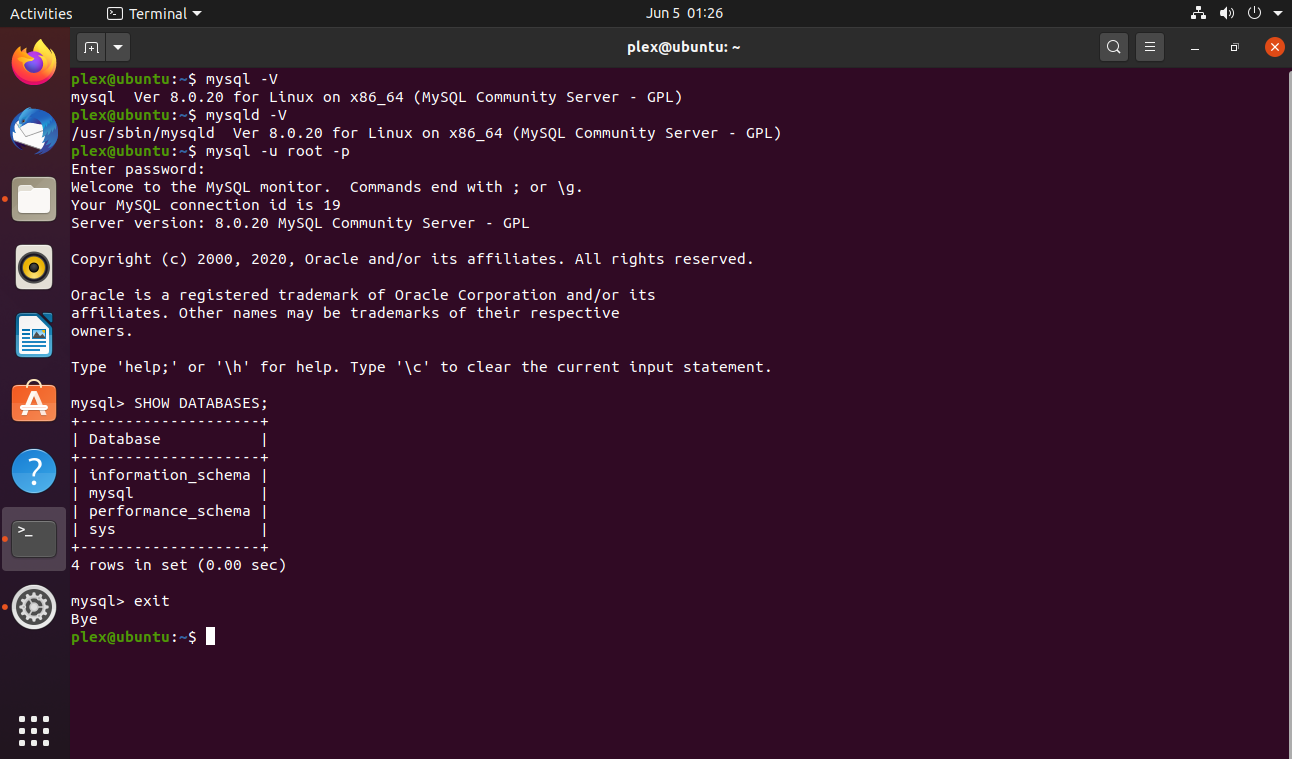 Activities
Terminal
Jun 5 01:26
plex@ubuntu: ~
plex@ubuntu:~$ mysql -V
mysql  Ver 8.0.20 for Linux on x86_64 (MySQL Community Server - GPL)
plex@ubuntu:~$ mysqld -V
/usr/sbin/mysqld  Ver 8.0.20 for Linux on x86_64 (MySQL Community Server - GPL)
plex@ubuntu:~$ mysql -u root -p
Enter password:
Welcome to the MySQL monitor.  Commands end with ; or \g.
Your MySQL connection id is 19
Server version: 8.0.20 MySQL Community Server - GPL
Copyright (c) 2000, 2020, Oracle and/or its affiliates. All rights reserved.
Oracle is a registered trademark of Oracle Corporation and/or its
affiliates. Other names may be trademarks of their respective
owners.
Type 'help;' or '\h' for help. Type '\c' to clear the current input statement.
mysql> SHOW DATABASES;
+--------------------+
| Database           |
+--------------------+
| information_schema |
| mysql              |
| performance_schema |
| sys                |
+--------------------+
4 rows in set (0.00 sec)
mysql> exit
Bye
plex@ubuntu:~$